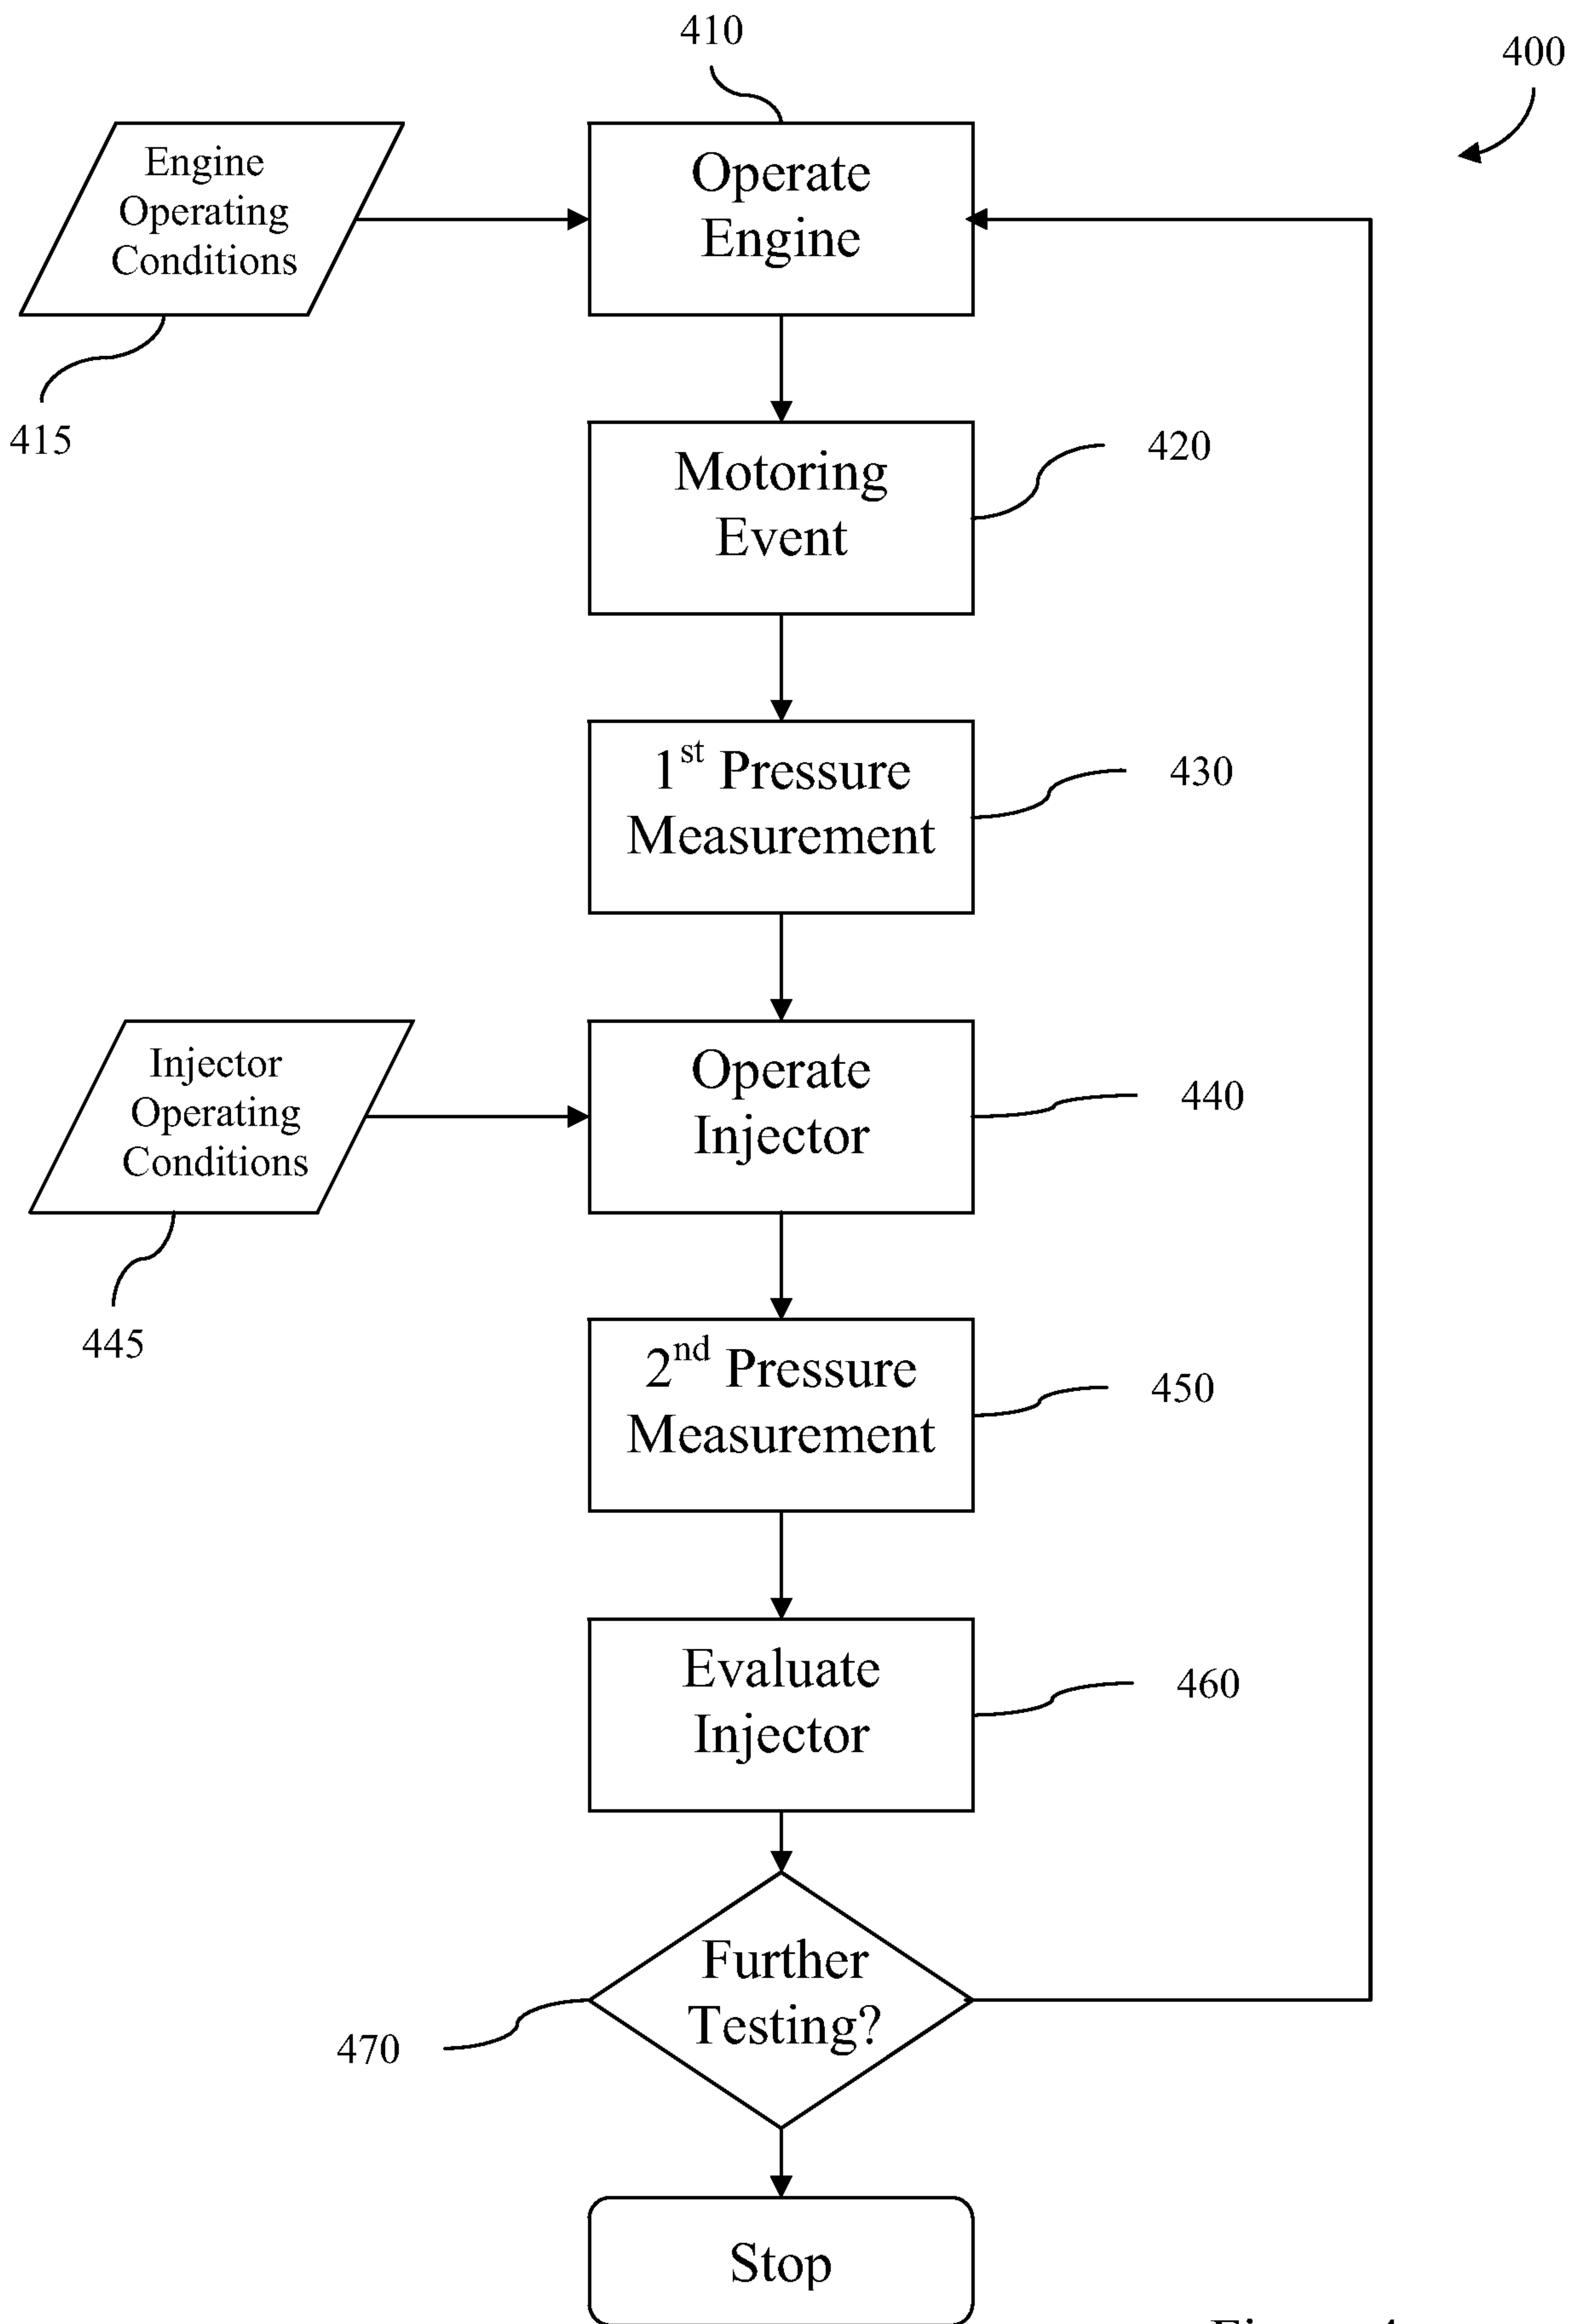 410
400
Engine
Operating
Conditions
Operate
Engine
415
Motoring
Event
420
1st Pressure
Measurement
430
Injector
Operating
Conditions
Operate
Injector
440
445
2nd Pressure
Measurement
450
Evaluate
Injector
460
Further
Testing?
470
Stop